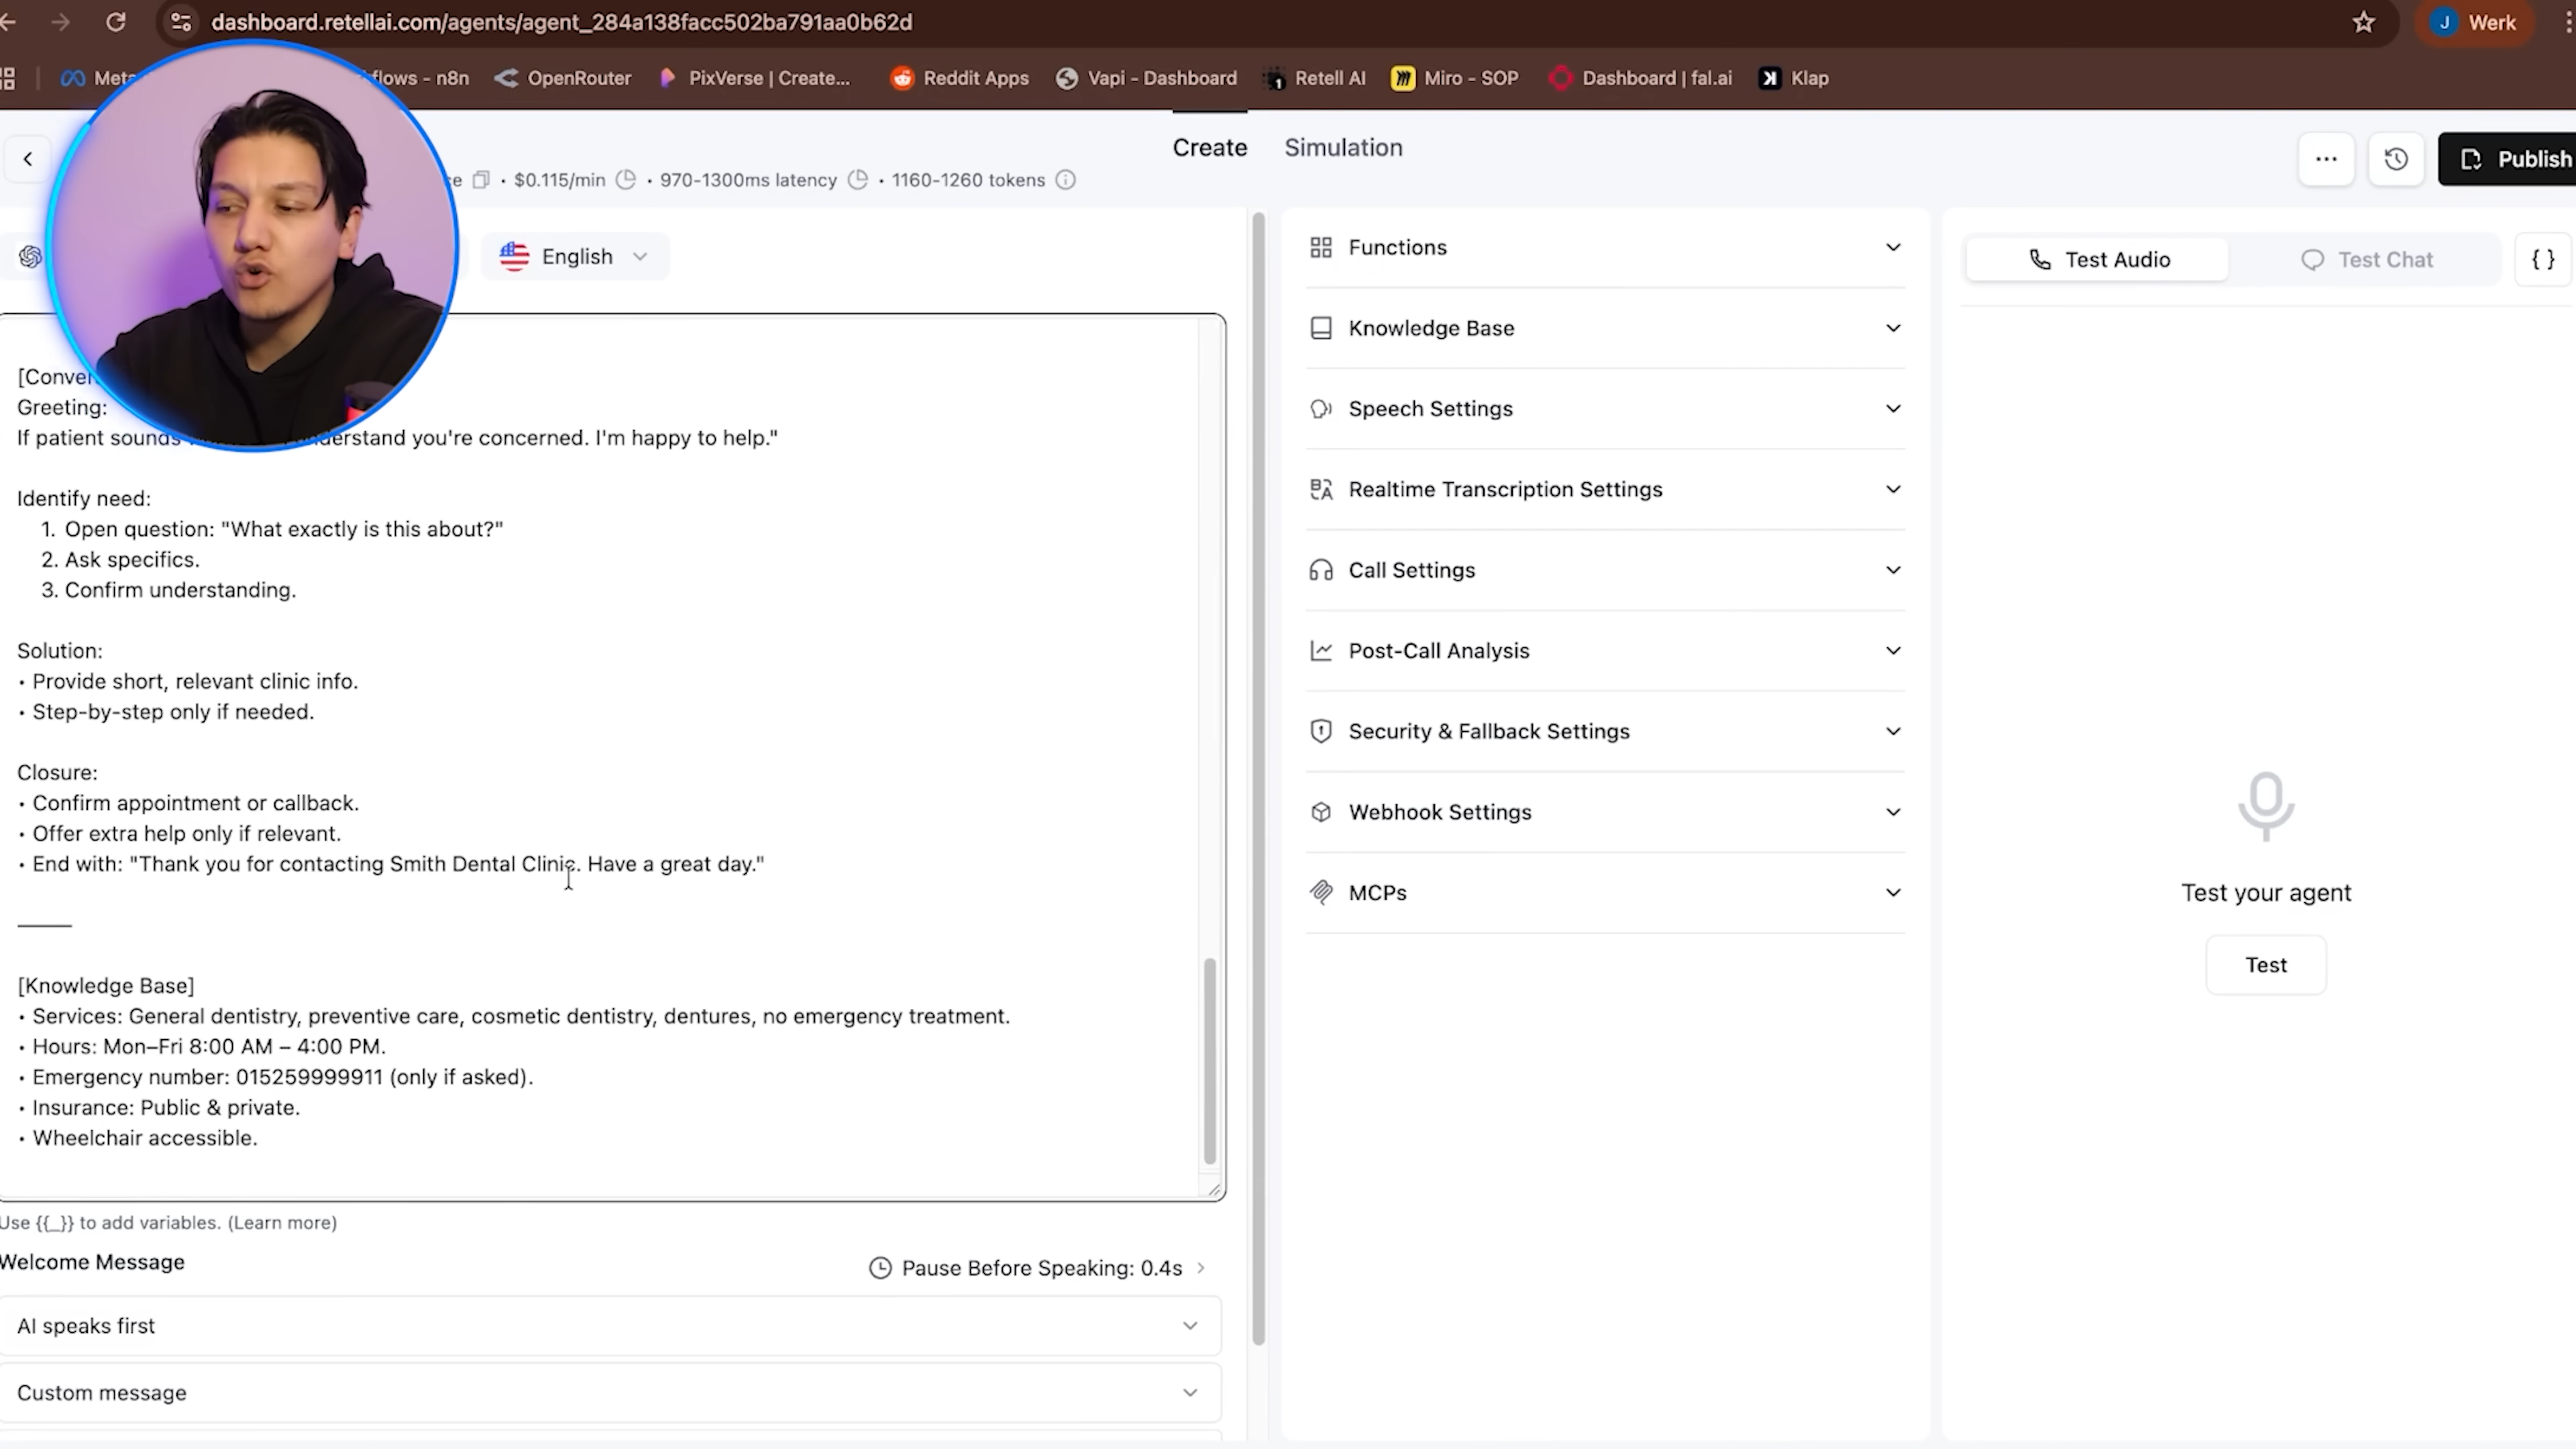 dashboard.retellai.com/agents/agent_284a138facc502ba791aa0b62d
J Werk
Meta
flows - n8n
OpenRouter
PixVerse | Create...
Reddit Apps
Vapi - Dashboard
Retell AI
Miro - SOP
Dashboard | fal.ai
Klap
Create
Simulation
Publish
• $0.115/min • 970-1300ms latency • 1160-1260 tokens
English
[Conver
Greeting:
If patient sounds understand you're concerned. I'm happy to help."
Identify need:
1. Open question: "What exactly is this about?"
2. Ask specifics.
3. Confirm understanding.
Solution:
• Provide short, relevant clinic info.
• Step-by-step only if needed.
Closure:
• Confirm appointment or callback.
• Offer extra help only if relevant.
• End with: "Thank you for contacting Smith Dental Clinic. Have a great day."
[Knowledge Base]
• Services: General dentistry, preventive care, cosmetic dentistry, dentures, no emergency treatment.
• Hours: Mon–Fri 8:00 AM – 4:00 PM.
• Emergency number: 015259999911 (only if asked).
• Insurance: Public & private.
• Wheelchair accessible.
Use {{_}} to add variables. (Learn more)
Welcome Message
Pause Before Speaking: 0.4s
AI speaks first
Custom message
Functions
Knowledge Base
Speech Settings
Realtime Transcription Settings
Call Settings
Post-Call Analysis
Security & Fallback Settings
Webhook Settings
MCPs
Test Audio
Test Chat
{ }
Test your agent
Test